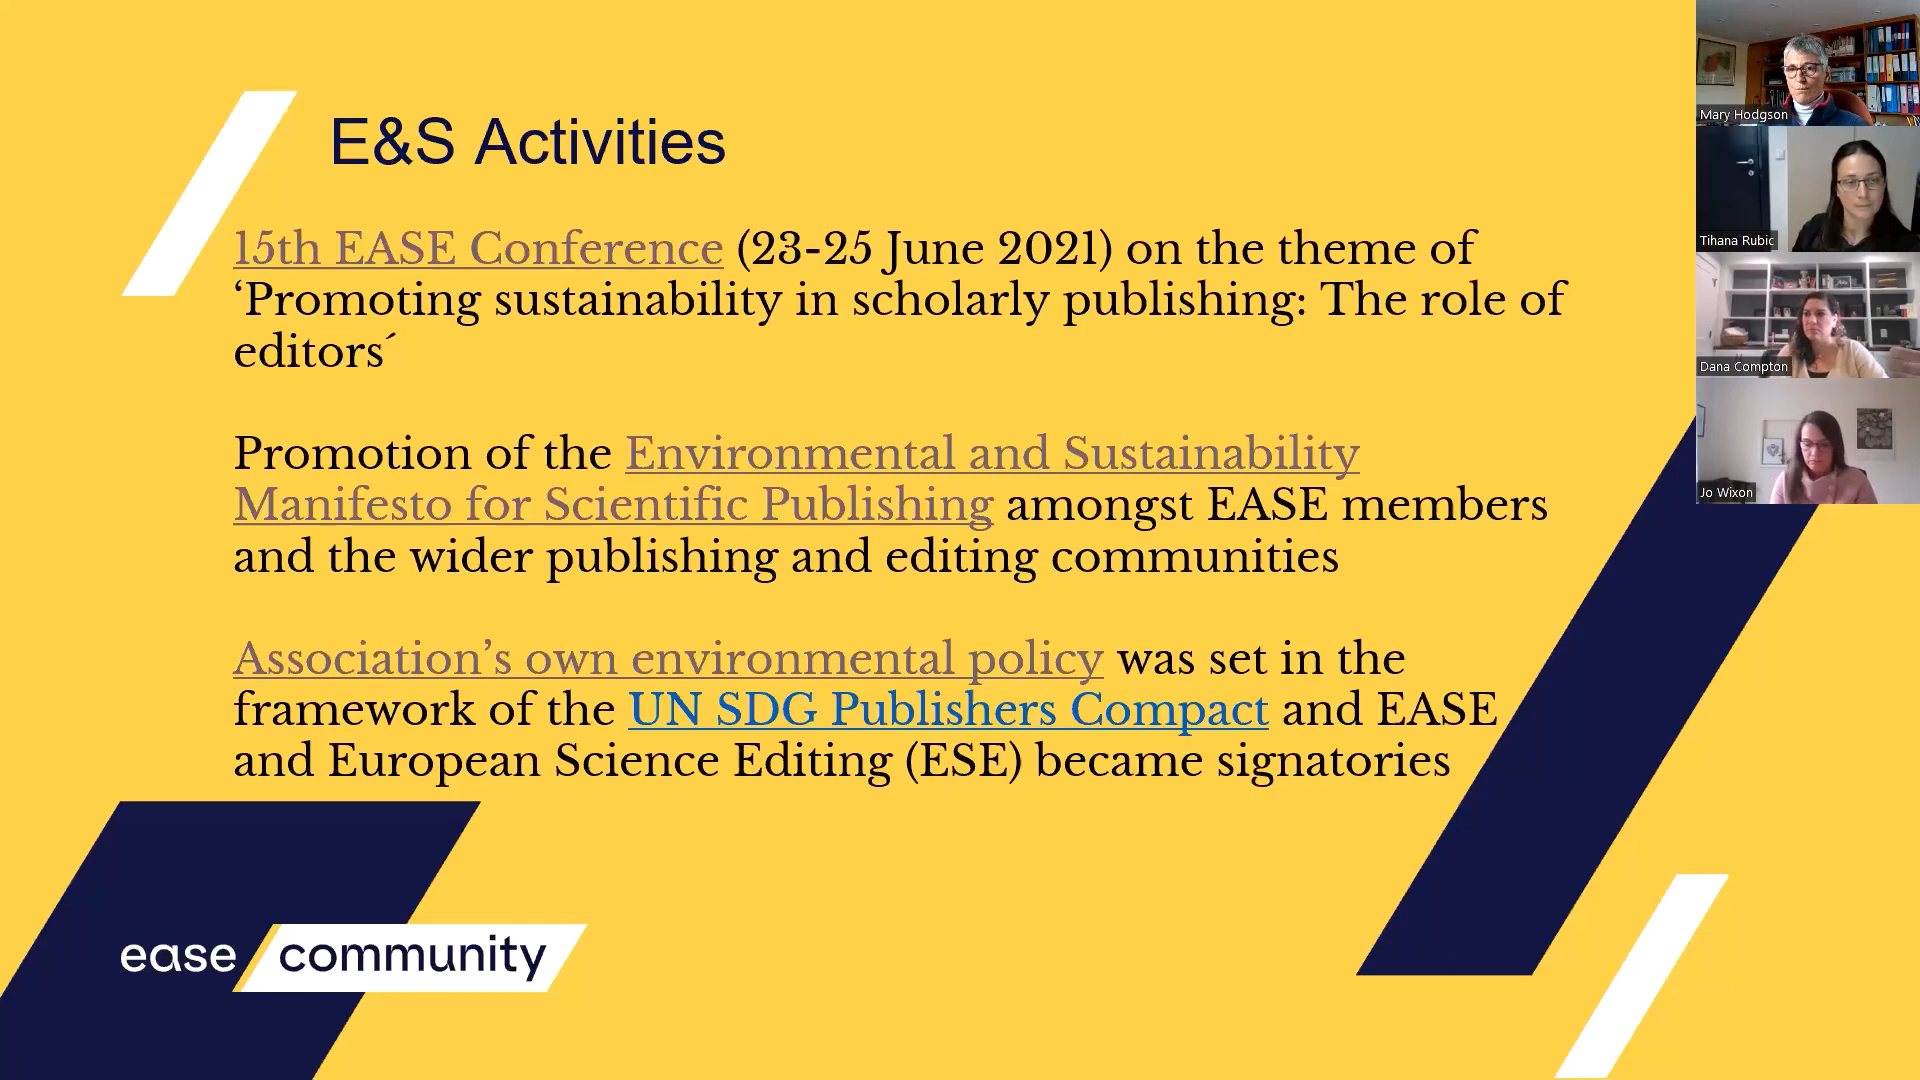 E&S Activities
15th EASE Conference (23-25 June 2021) on the theme of
‘Promoting sustainability in scholarly publishing: The role of
editors´
Promotion of the Environmental and Sustainability
Manifesto for Scientific Publishing amongst EASE members
and the wider publishing and editing communities
Association’s own environmental policy was set in the
framework of the UN SDG Publishers Compact and EASE
and European Science Editing (ESE) became signatories
ease community
Mary Hodgson
Tihana Rubic
Dana Compton
Jo Wixon